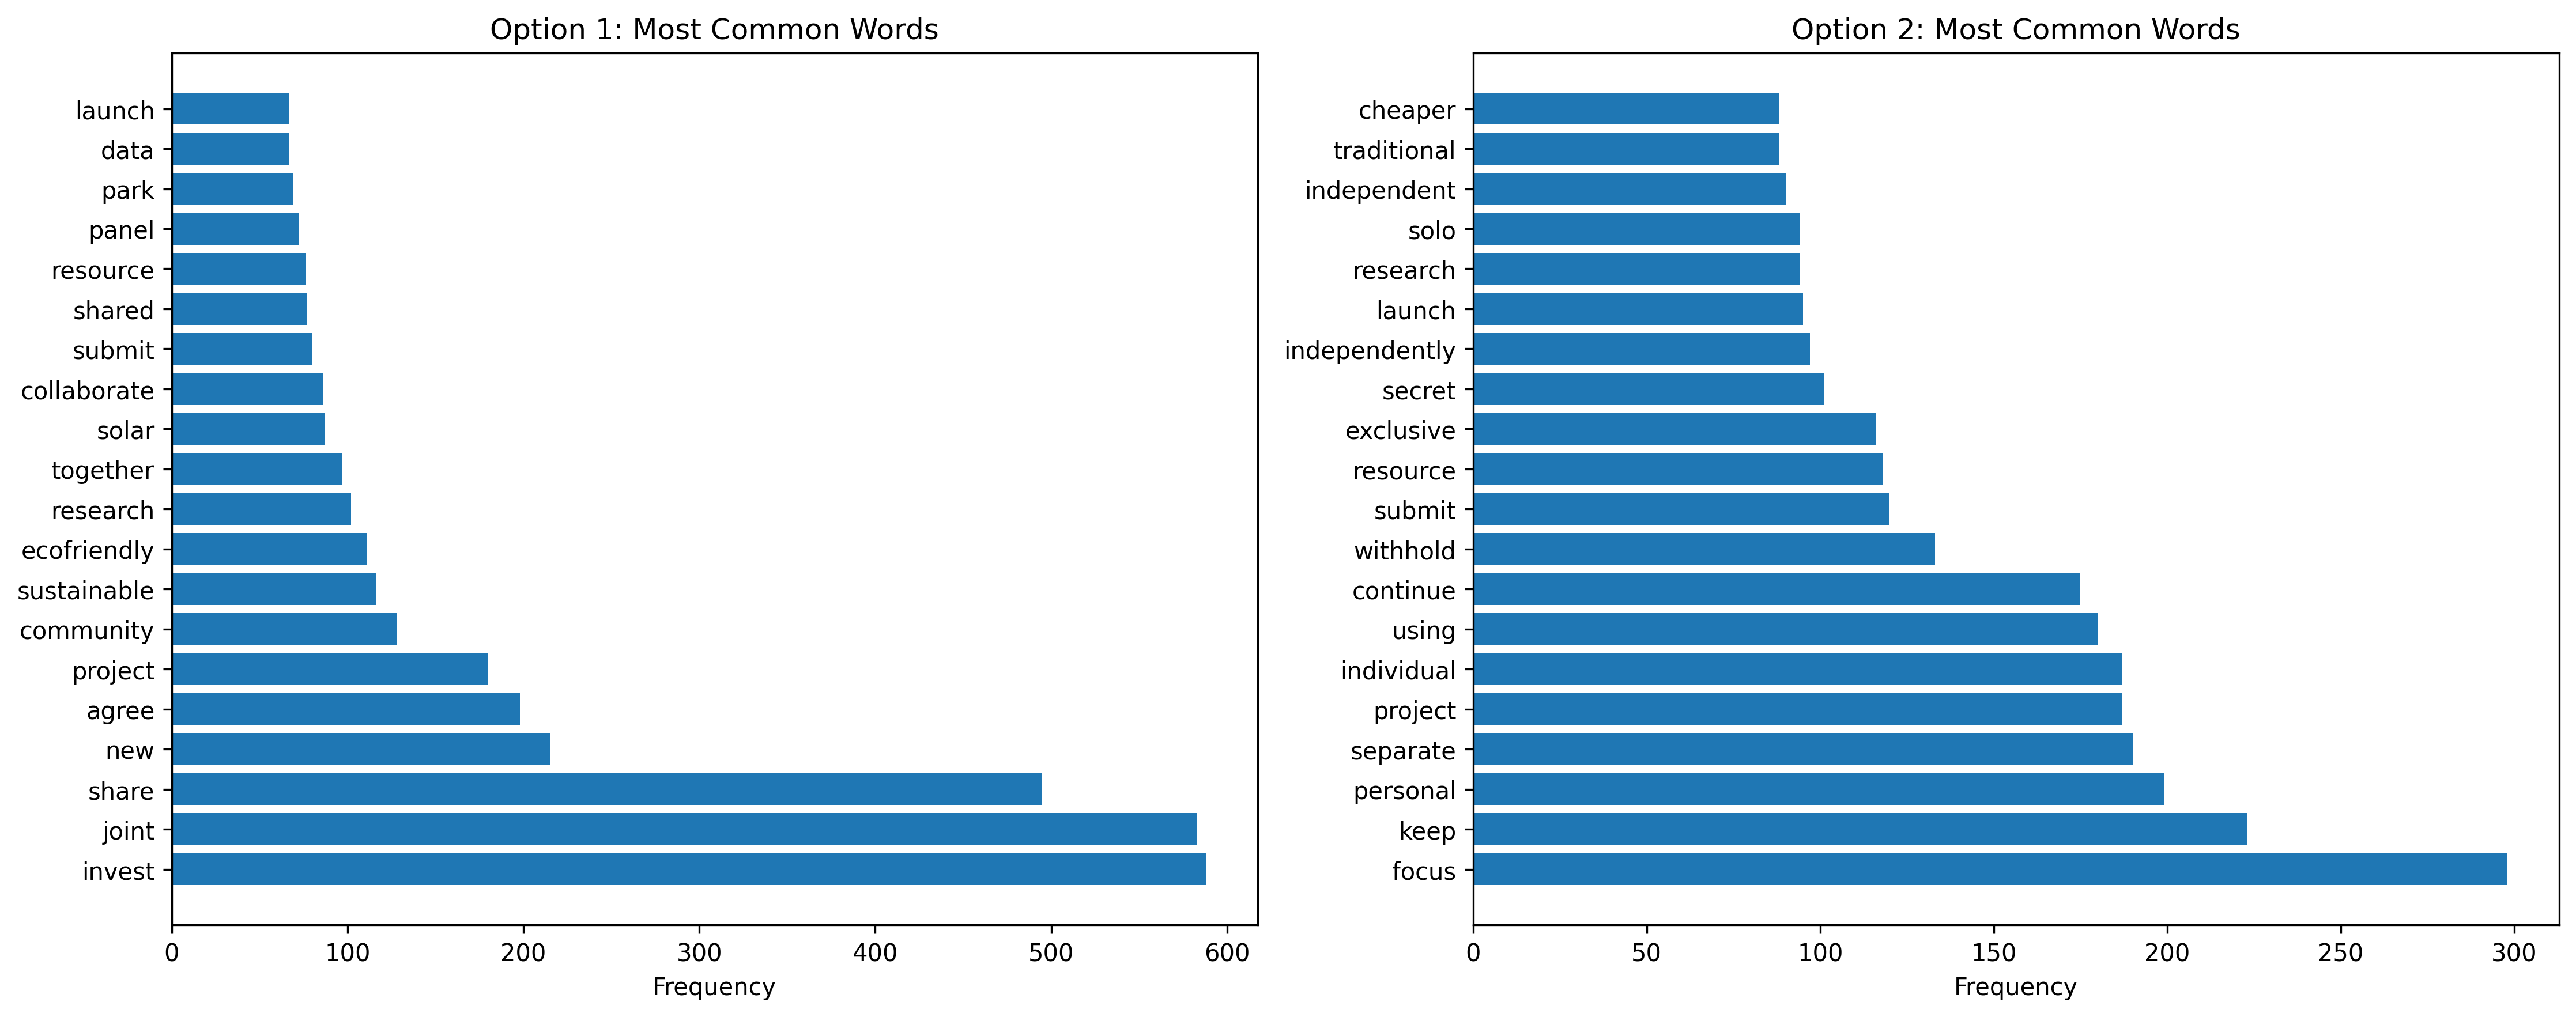 Option 1: Most Common Words
launch
data
park
panel
resource
shared
submit
collaborate
solar
together
research
ecofriendly
sustainable
community
project
agree
new
share
joint
invest
0 100 200 300 400 500 600
Frequency
Option 2: Most Common Words
cheaper
traditional
independent
solo
research
launch
independently
secret
exclusive
resource
submit
withhold
continue
using
individual
project
separate
personal
keep
focus
0 50 100 150 200 250 300
Frequency